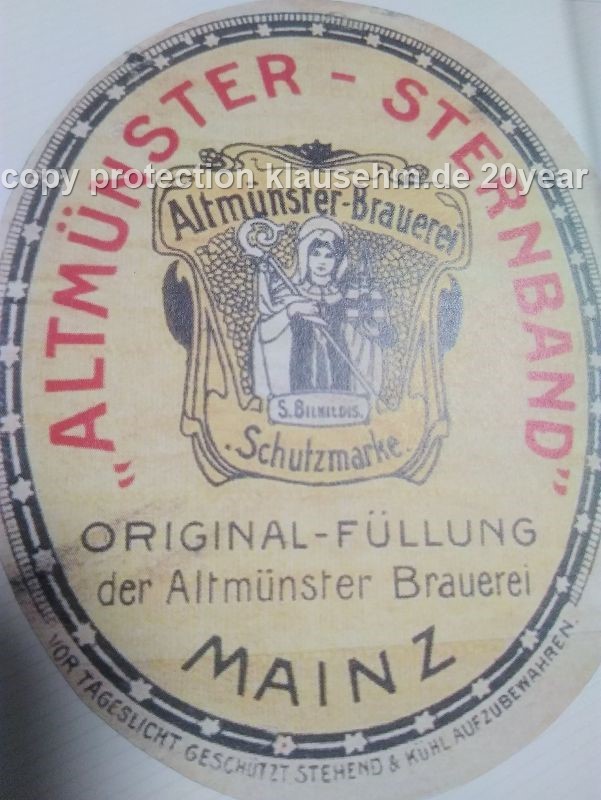 „ALTMÜNSTER - STERNBAND”
copy protection klausehm.de 20year
Altmünster-Brauerei
S. BILHILDIS.
Schutzmarke.
ORIGINAL-FÜLLUNG
der Altmünster Brauerei
MAINZ
VOR TAGESLICHT GESCHÜTZT STEHEND & KÜHL AUFZUBEWAHREN.